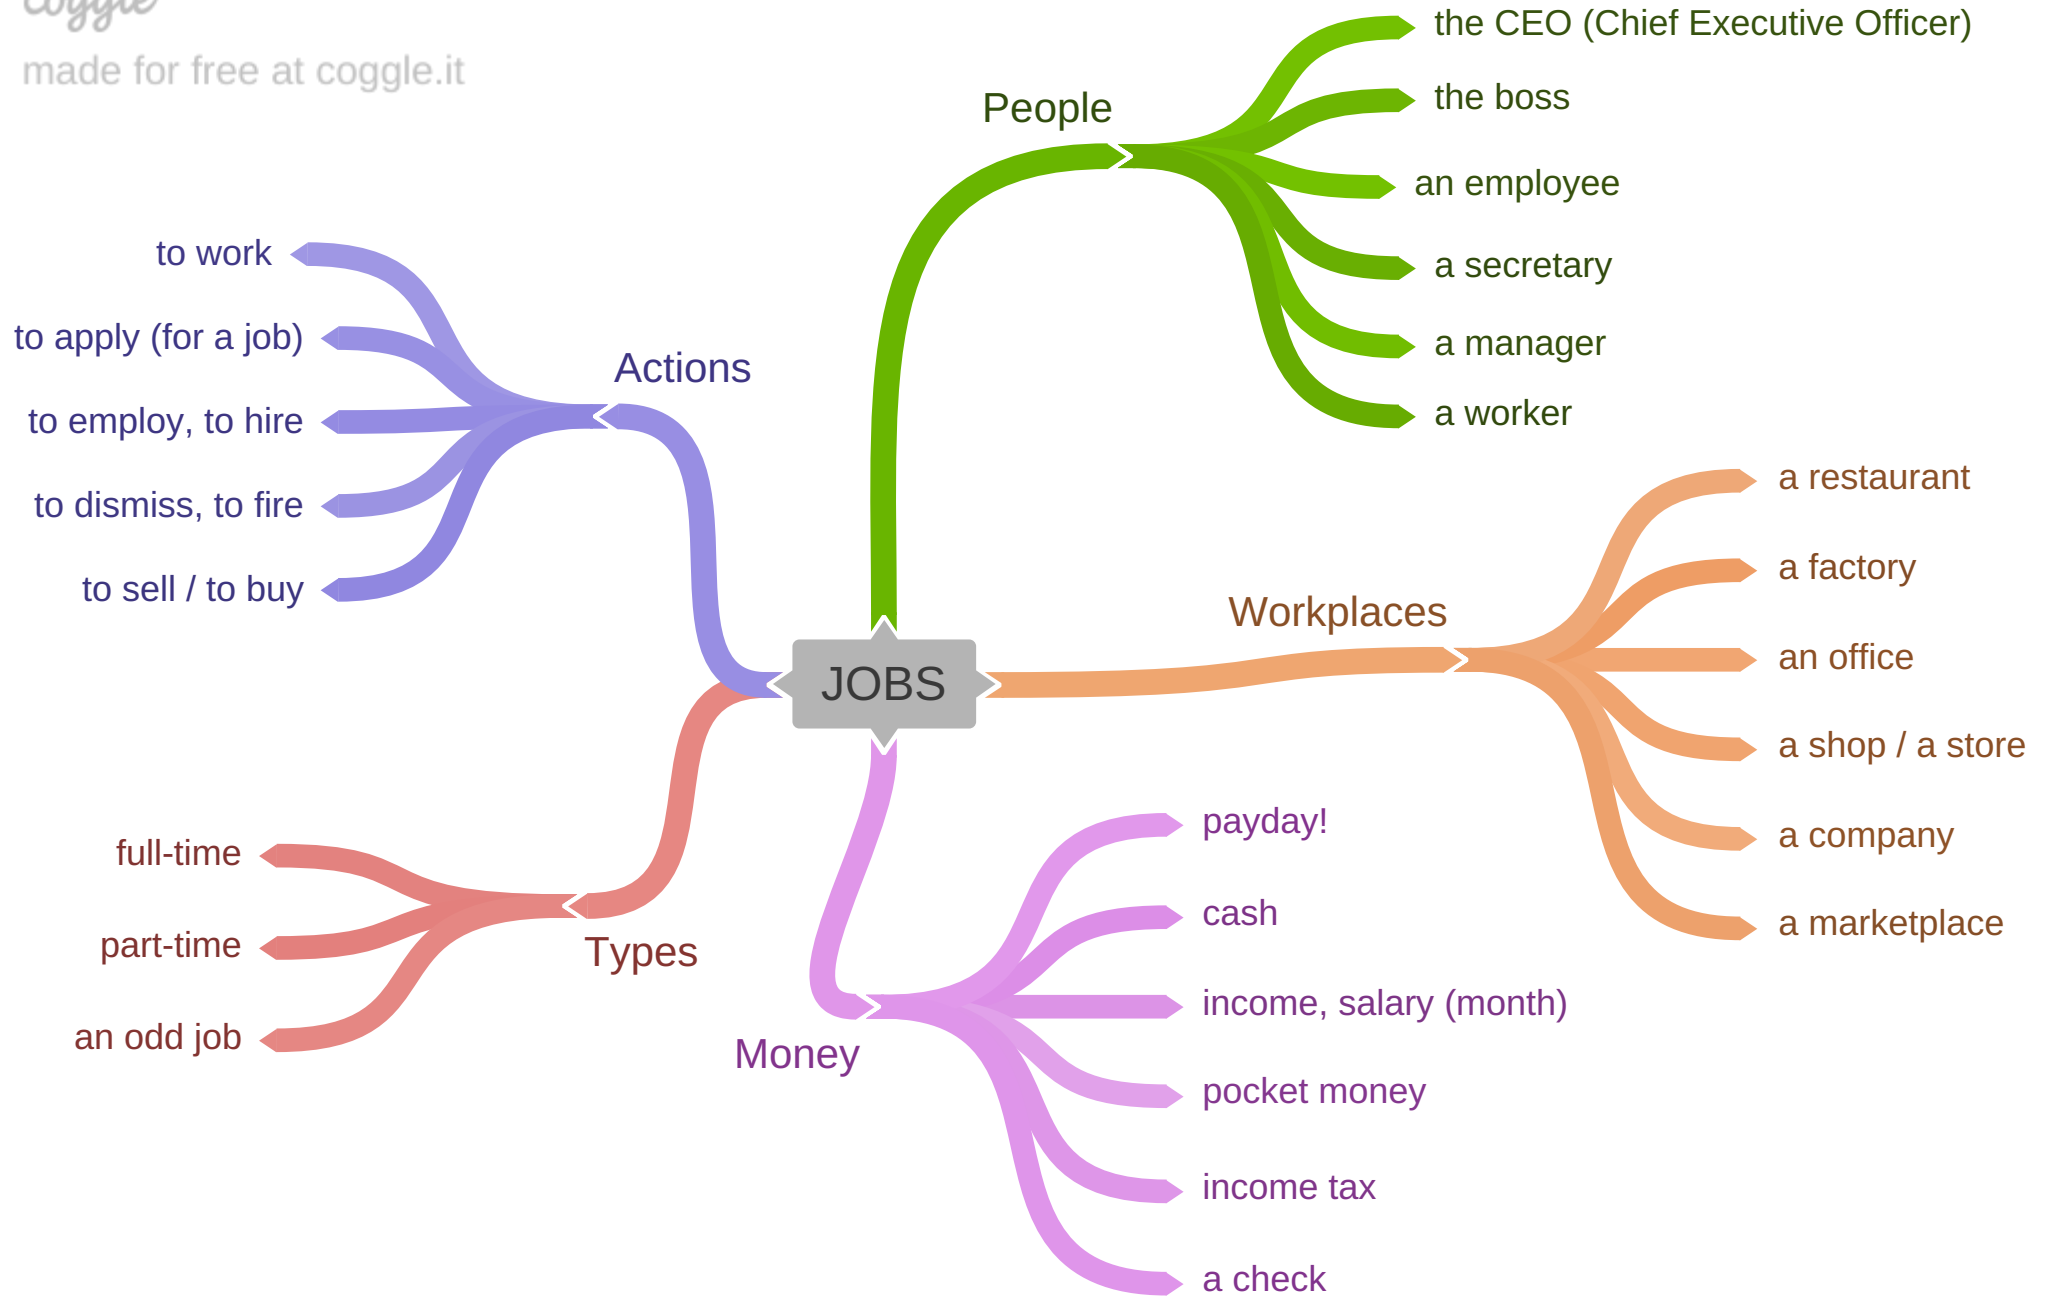 coggle
made for free at coggle.it
JOBS
People
the CEO (Chief Executive Officer)
the boss
an employee
a secretary
a manager
a worker
Workplaces
a restaurant
a factory
an office
a shop / a store
a company
a marketplace
Money
payday!
cash
income, salary (month)
pocket money
income tax
a check
Types
full-time
part-time
an odd job
Actions
to work
to apply (for a job)
to employ, to hire
to dismiss, to fire
to sell / to buy